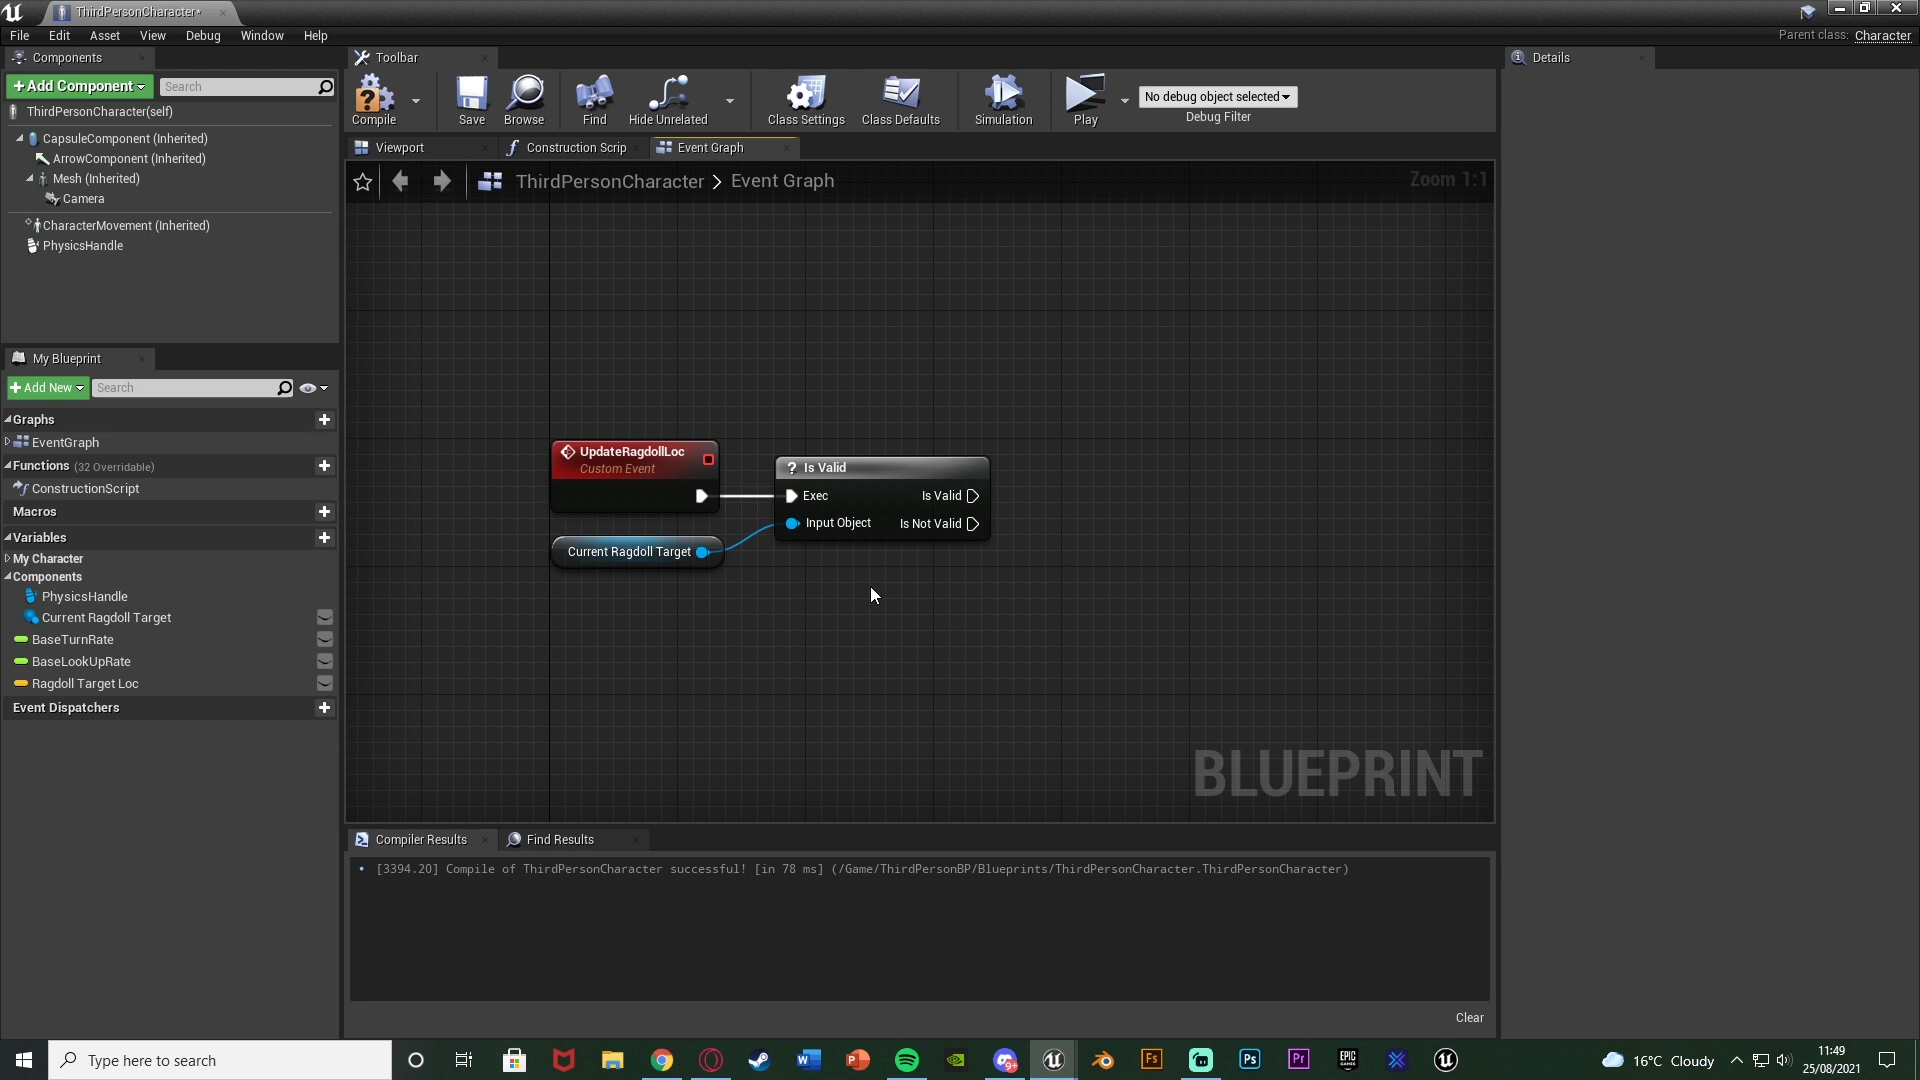 ThirdPersonCharacter*
File Edit Asset View Debug Window Help
Parent class: Character
Components
+ Add Component
Search
ThirdPersonCharacter(self)
CapsuleComponent (Inherited)
ArrowComponent (Inherited)
Mesh (Inherited)
Camera
CharacterMovement (Inherited)
PhysicsHandle
My Blueprint
+ Add New
Search
Graphs
EventGraph
Functions (32 Overridable)
ConstructionScript
Macros
Variables
My Character
Components
PhysicsHandle
Current Ragdoll Target
BaseTurnRate
BaseLookUpRate
Ragdoll Target Loc
Event Dispatchers
Toolbar
Compile
Save
Browse
Find
Hide Unrelated
Class Settings
Class Defaults
Simulation
Play
No debug object selected
Debug Filter
Viewport
Construction Scrip
Event Graph
ThirdPersonCharacter > Event Graph
Zoom 1:1
UpdateRagdollLoc
Custom Event
Current Ragdoll Target
? Is Valid
Exec
Is Valid
Input Object
Is Not Valid
BLUEPRINT
Compiler Results
Find Results
[3394.20] Compile of ThirdPersonCharacter successful! [in 78 ms] (/Game/ThirdPersonBP/Blueprints/ThirdPersonCharacter.ThirdPersonCharacter)
Clear
Details
Type here to search
16°C Cloudy
11:49
25/08/2021